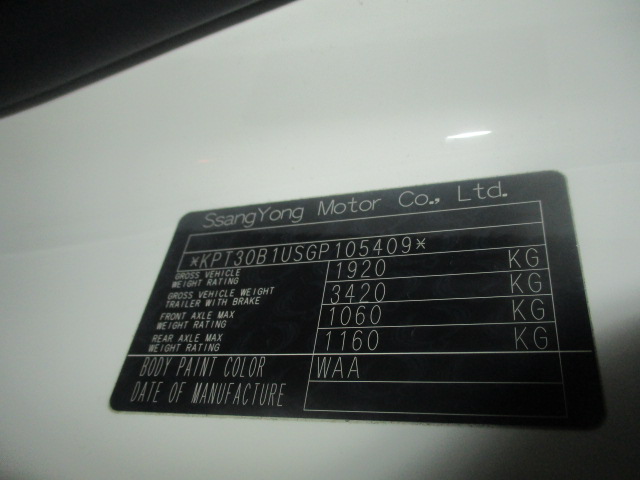 SsangYong Motor Co., Ltd.
*KPT30B1USGP105409*
GROSS VEHICLE WEIGHT RATING 1920 KG
GROSS VEHICLE WEIGHT TRAILER WITH BRAKE 3420 KG
FRONT AXLE MAX WEIGHT RATING 1060 KG
REAR AXLE MAX WEIGHT RATING 1160 KG
BODY PAINT COLOR WAA
DATE OF MANUFACTURE